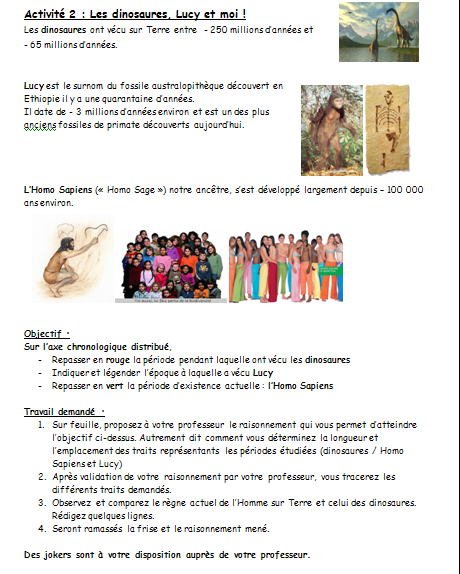 Activité 2 : Les dinosaures, Lucy et moi !
Les dinosaures ont vécu sur Terre entre - 250 millions d'années et
- 65 millions d'années.
Lucy est le surnom du fossile australopithèque découvert en
Ethiopie il y a une quarantaine d'années.
Il date de - 3 millions d'années environ et est un des plus
anciens fossiles de primate découverts aujourd'hui.
L'Homo Sapiens (« Homo Sage ») notre ancêtre, s'est développé largement depuis - 100 000
ans environ.
Objectif :
Sur l'axe chronologique distribué,
- Repasser en rouge la période pendant laquelle ont vécu les dinosaures
- Indiquer et légender l'époque à laquelle a vécu Lucy
- Repasser en vert la période d'existence actuelle : l'Homo Sapiens
Travail demandé :
1. Sur feuille, proposez à votre professeur le raisonnement qui vous permet d'atteindre
l'objectif ci-dessus. Autrement dit comment vous déterminez la longueur et
l'emplacement des traits représentants les périodes étudiées (dinosaures / Homo
Sapiens et Lucy)
2. Après validation de votre raisonnement par votre professeur, vous tracerez les
différents traits demandés.
3. Observez et comparez le règne actuel de l'Homme sur Terre et celui des dinosaures.
Rédigez quelques lignes.
4. Seront ramassés la frise et le raisonnement mené.
Des jokers sont à votre disposition auprès de votre professeur.